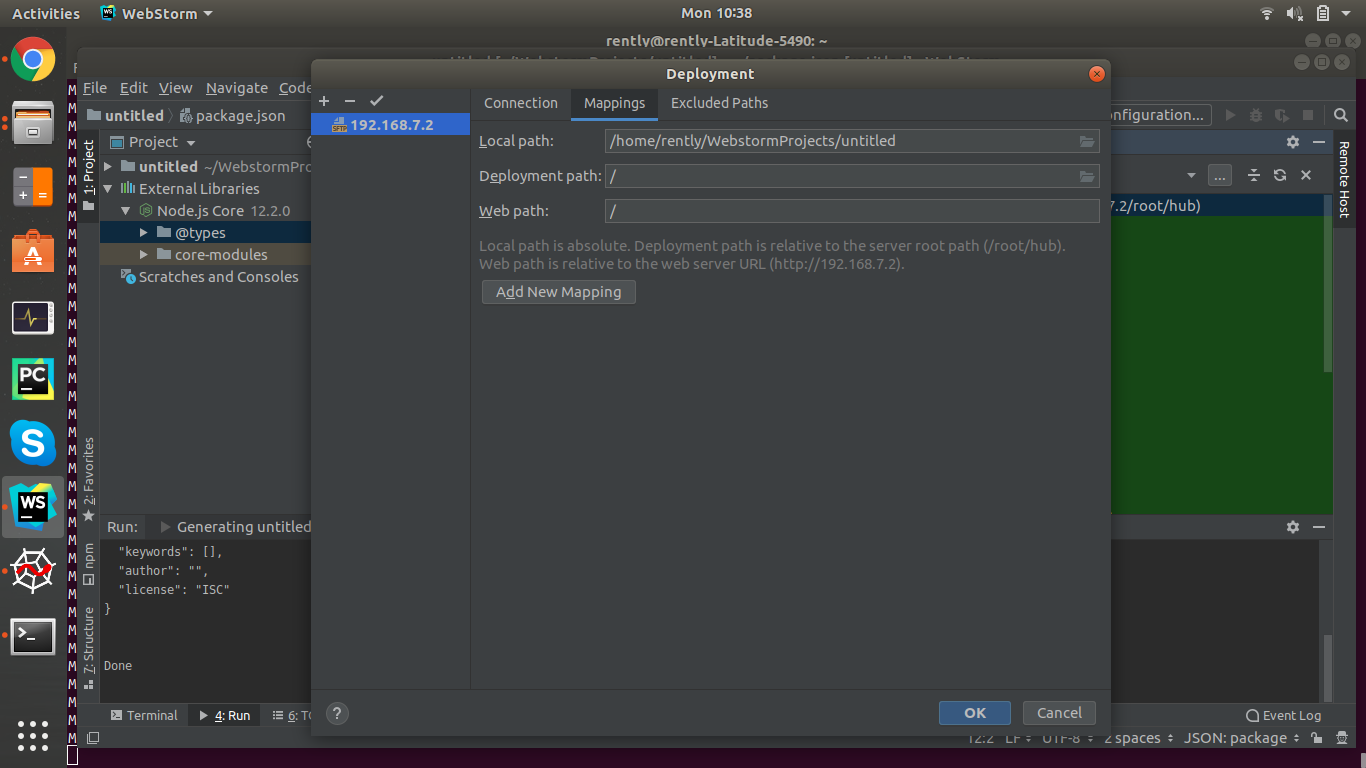 Activities WebStorm Mon 10:38
rently@rently-Latitude-5490: ~
Deployment
File Edit View Navigate Code
untitled package.json
nfiguration...
Project
untitled ~/WebstormPro
External Libraries
Node.js Core 12.2.0
@types
core-modules
Scratches and Consoles
1: Project
2: Favorites
npm
7: Structure
Remote Host
...
7.2/root/hub)
SFTP 192.168.7.2
Connection Mappings Excluded Paths
Local path: /home/rently/WebstormProjects/untitled
Deployment path: /
Web path: /
Local path is absolute. Deployment path is relative to the server root path (/root/hub).
Web path is relative to the web server URL (http://192.168.7.2).
Add New Mapping
Run: Generating untitled
"keywords": [],
"author": "",
"license": "ISC"
}
Done
? OK Cancel
Terminal 4: Run 6: TO Event Log
12:2 LF UTF-8 2 spaces JSON: package
PC
S
WS